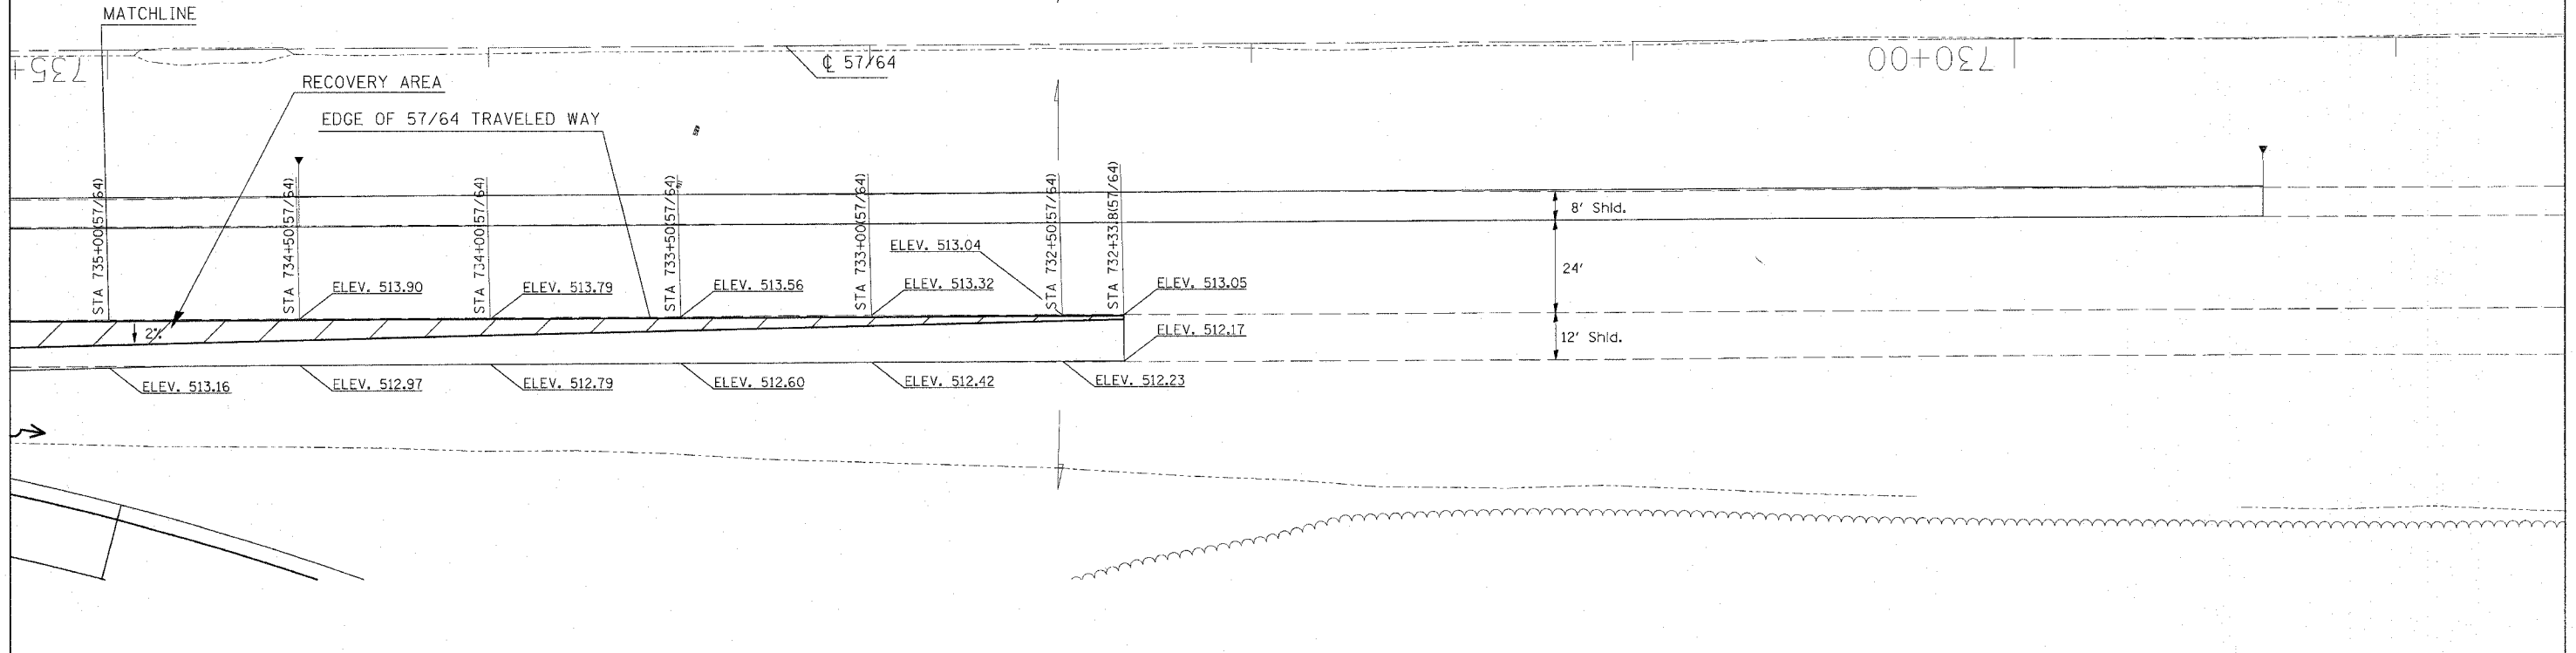 MATCHLINE
735+
℄ 57/64
730+00
RECOVERY AREA
EDGE OF 57/64 TRAVELED WAY
STA 735+00(57/64)
STA 734+50(57/64)
STA 734+00(57/64)
STA 733+50(57/64)
STA 733+00(57/64)
STA 732+50(57/64)
STA 732+33.8(57/64)
8' Shld.
24'
12' Shld.
ELEV. 513.90
ELEV. 513.79
ELEV. 513.56
ELEV. 513.32
ELEV. 513.04
ELEV. 513.05
2%
ELEV. 512.17
ELEV. 513.16
ELEV. 512.97
ELEV. 512.79
ELEV. 512.60
ELEV. 512.42
ELEV. 512.23